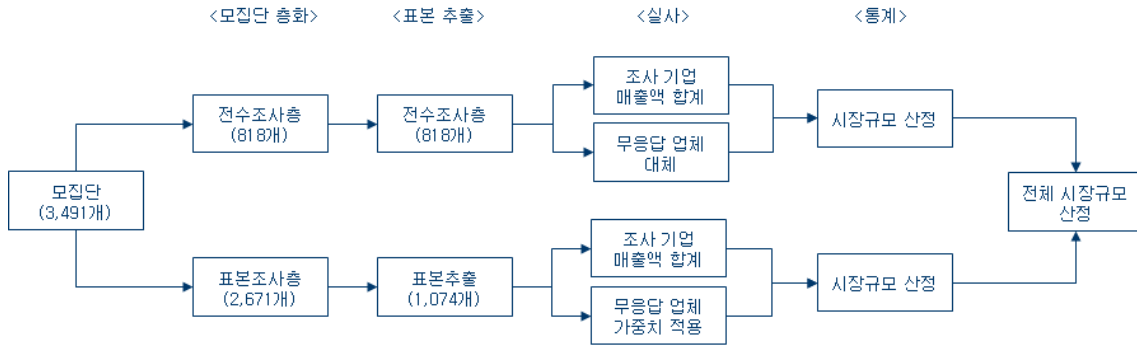 <모집단 층화>
<표본 추출>
<실사>
<통계>
모집단
(3,491개)
전수조사층
(818개)
전수조사층
(818개)
조사 기업
매출액 합계
무응답 업체
대체
시장규모 산정
표본조사층
(2,671개)
표본추출
(1,074개)
조사 기업
매출액 합계
무응답 업체
가중치 적용
시장규모 산정
전체 시장규모
산정